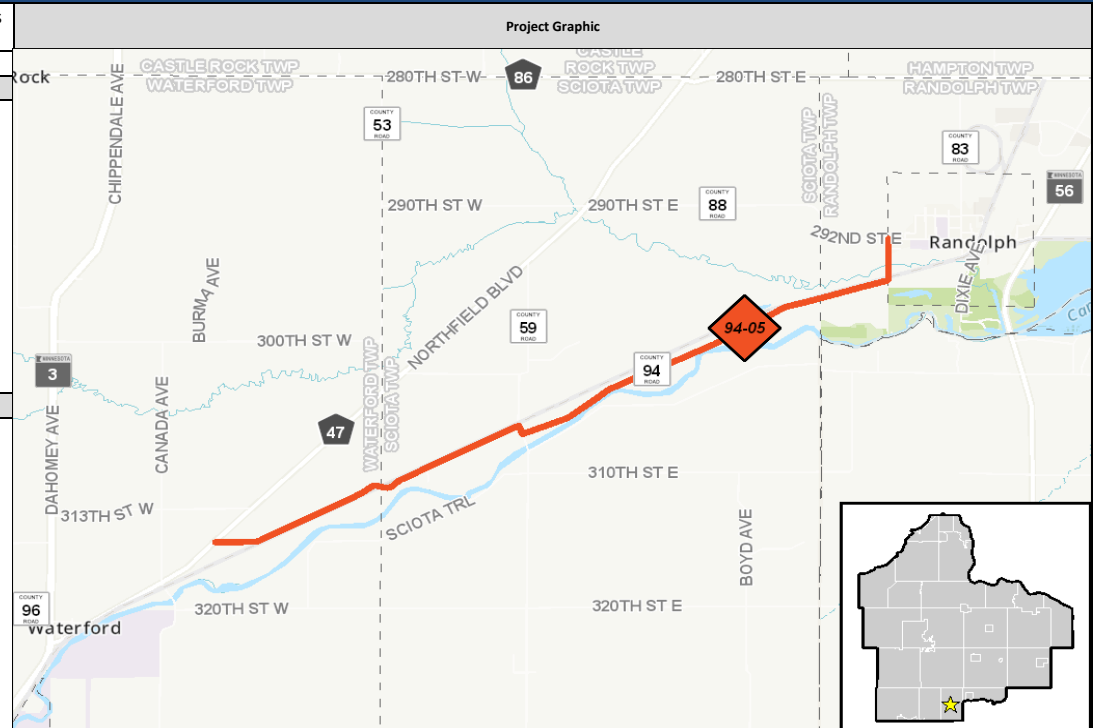 s
Project Graphic
Rock
CHIPPENDALE AVE
CASTLE ROCK TWP
WATERFORD TWP
280TH ST W
86
CASTLE
ROCK TWP
SCIOTA TWP
280TH ST E
HAMPTON TWP
RANDOLPH TWP
COUNTY
53
ROAD
SCIOTA TWP
RANDOLPH TWP
COUNTY
83
ROAD
MINNESOTA
56
290TH ST W
290TH ST E
COUNTY
88
ROAD
292ND ST E
Randolph
DIXIE AVE
BURMA AVE
NORTHFIELD BLVD
COUNTY
59
ROAD
94-05
300TH ST W
MINNESOTA
3
COUNTY
94
ROAD
WATERFORD TWP
SCIOTA TWP
CANADA AVE
DAHOMEY AVE
47
310TH ST E
313TH ST W
SCIOTA TRL
BOYD AVE
COUNTY
96
ROAD
320TH ST W
320TH ST E
Waterford